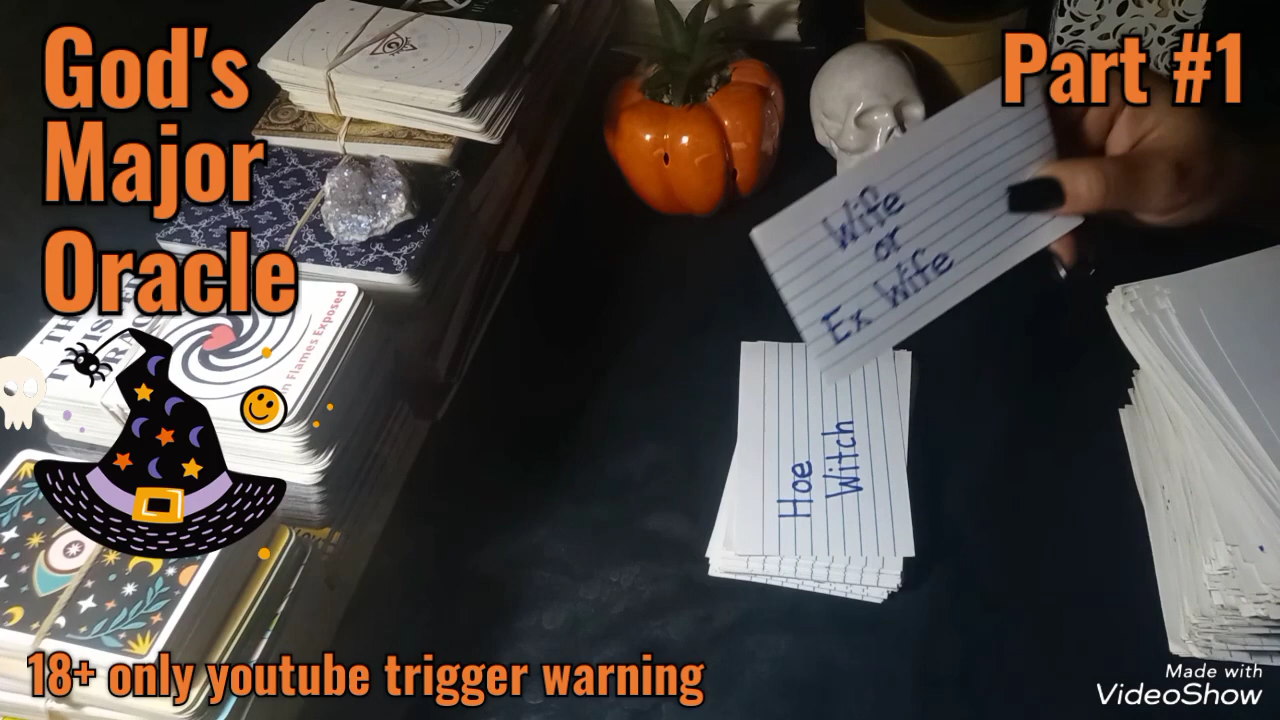 God's
Major
Oracle
Part #1
Wife
or
Ex Wife
Hoe
Witch
n Flames Exposed
18+ only youtube trigger warning
Made with
VideoShow